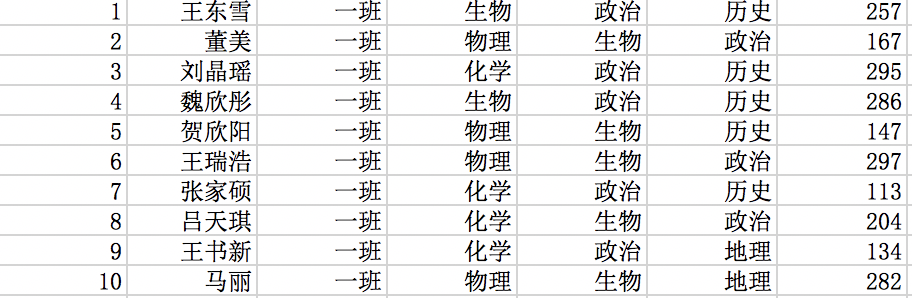 1 王东雪 一班 生物 政治 历史 257
2 董美 一班 物理 生物 政治 167
3 刘晶瑶 一班 化学 政治 历史 295
4 魏欣彤 一班 生物 政治 历史 286
5 贺欣阳 一班 物理 生物 历史 147
6 王瑞浩 一班 物理 生物 政治 297
7 张家硕 一班 化学 政治 历史 113
8 吕天琪 一班 化学 生物 政治 204
9 王书新 一班 化学 政治 地理 134
10 马丽 一班 物理 生物 地理 282